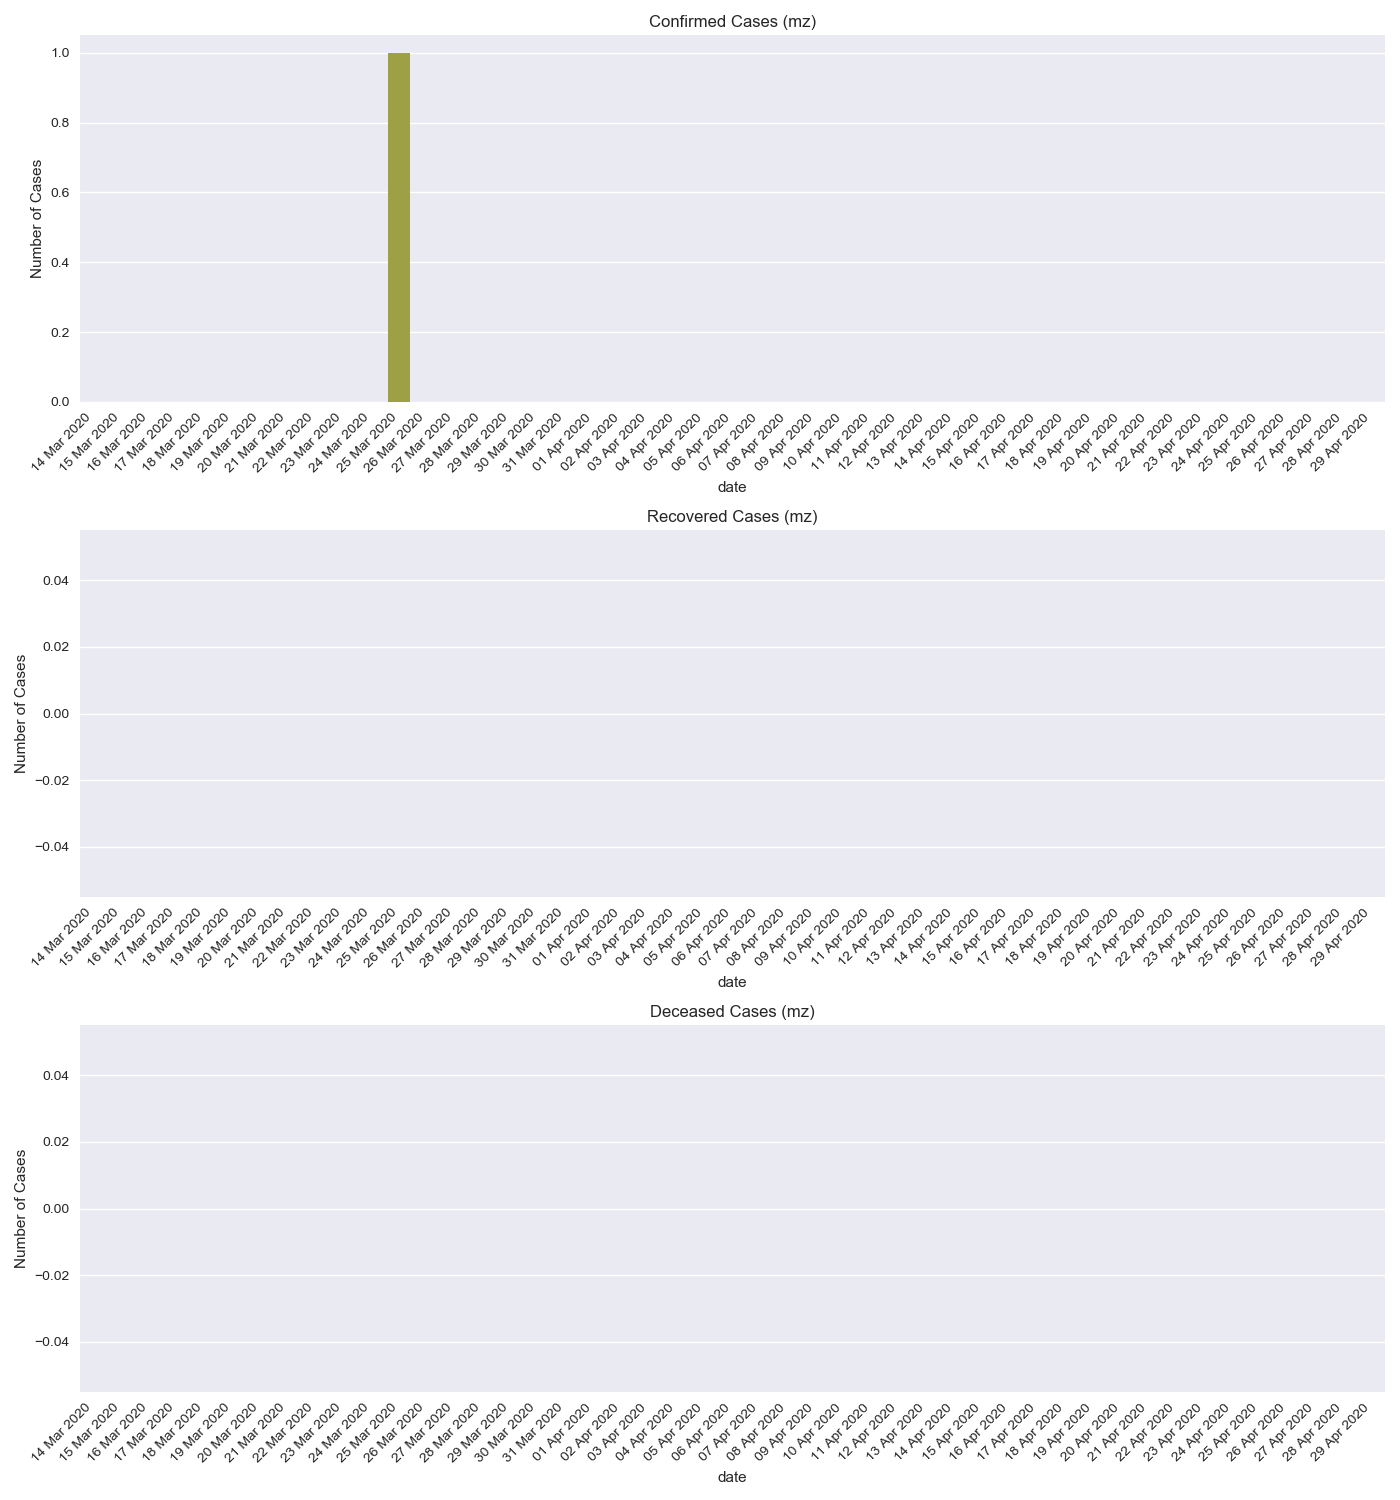 Confirmed Cases (mz)
Number of Cases
1.0
0.8
0.6
0.4
0.2
0.0
14 Mar 2020
15 Mar 2020
16 Mar 2020
17 Mar 2020
18 Mar 2020
19 Mar 2020
20 Mar 2020
21 Mar 2020
22 Mar 2020
23 Mar 2020
24 Mar 2020
25 Mar 2020
26 Mar 2020
27 Mar 2020
28 Mar 2020
29 Mar 2020
30 Mar 2020
31 Mar 2020
01 Apr 2020
02 Apr 2020
03 Apr 2020
04 Apr 2020
05 Apr 2020
06 Apr 2020
07 Apr 2020
08 Apr 2020
09 Apr 2020
10 Apr 2020
11 Apr 2020
12 Apr 2020
13 Apr 2020
14 Apr 2020
15 Apr 2020
16 Apr 2020
17 Apr 2020
18 Apr 2020
19 Apr 2020
20 Apr 2020
21 Apr 2020
22 Apr 2020
23 Apr 2020
24 Apr 2020
25 Apr 2020
26 Apr 2020
27 Apr 2020
28 Apr 2020
29 Apr 2020
date
Recovered Cases (mz)
Number of Cases
0.04
0.02
0.00
−0.02
−0.04
14 Mar 2020
15 Mar 2020
16 Mar 2020
17 Mar 2020
18 Mar 2020
19 Mar 2020
20 Mar 2020
21 Mar 2020
22 Mar 2020
23 Mar 2020
24 Mar 2020
25 Mar 2020
26 Mar 2020
27 Mar 2020
28 Mar 2020
29 Mar 2020
30 Mar 2020
31 Mar 2020
01 Apr 2020
02 Apr 2020
03 Apr 2020
04 Apr 2020
05 Apr 2020
06 Apr 2020
07 Apr 2020
08 Apr 2020
09 Apr 2020
10 Apr 2020
11 Apr 2020
12 Apr 2020
13 Apr 2020
14 Apr 2020
15 Apr 2020
16 Apr 2020
17 Apr 2020
18 Apr 2020
19 Apr 2020
20 Apr 2020
21 Apr 2020
22 Apr 2020
23 Apr 2020
24 Apr 2020
25 Apr 2020
26 Apr 2020
27 Apr 2020
28 Apr 2020
29 Apr 2020
date
Deceased Cases (mz)
Number of Cases
0.04
0.02
0.00
−0.02
−0.04
14 Mar 2020
15 Mar 2020
16 Mar 2020
17 Mar 2020
18 Mar 2020
19 Mar 2020
20 Mar 2020
21 Mar 2020
22 Mar 2020
23 Mar 2020
24 Mar 2020
25 Mar 2020
26 Mar 2020
27 Mar 2020
28 Mar 2020
29 Mar 2020
30 Mar 2020
31 Mar 2020
01 Apr 2020
02 Apr 2020
03 Apr 2020
04 Apr 2020
05 Apr 2020
06 Apr 2020
07 Apr 2020
08 Apr 2020
09 Apr 2020
10 Apr 2020
11 Apr 2020
12 Apr 2020
13 Apr 2020
14 Apr 2020
15 Apr 2020
16 Apr 2020
17 Apr 2020
18 Apr 2020
19 Apr 2020
20 Apr 2020
21 Apr 2020
22 Apr 2020
23 Apr 2020
24 Apr 2020
25 Apr 2020
26 Apr 2020
27 Apr 2020
28 Apr 2020
29 Apr 2020
date